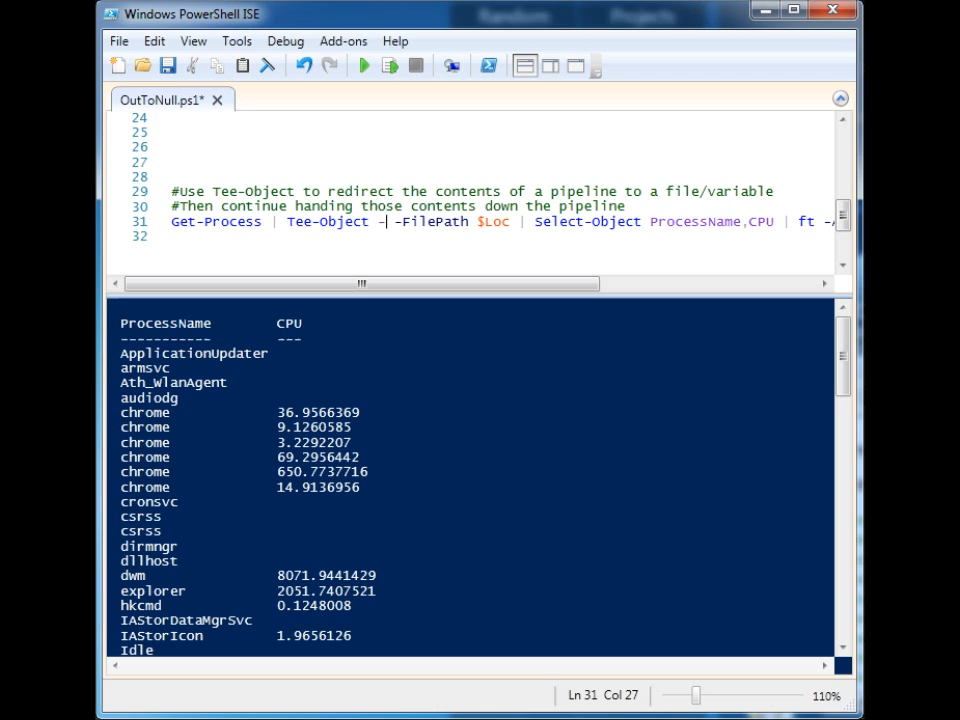 Windows PowerShell ISE
Random Projects
File Edit View Tools Debug Add-ons Help
OutToNull.ps1*
24
25
26
27
28
29 #Use Tee-Object to redirect the contents of a pipeline to a file/variable
30 #Then continue handing those contents down the pipeline
31 Get-Process | Tee-Object -| -FilePath $Loc | Select-Object ProcessName,CPU | ft -A
32
ProcessName CPU
----------- ---
ApplicationUpdater
armsvc
Ath_WlanAgent
audiodg
chrome 36.9566369
chrome 9.1260585
chrome 3.2292207
chrome 69.2956442
chrome 650.7737716
chrome 14.9136956
cronsvc
csrss
csrss
dirmngr
dllhost
dwm 8071.9441429
explorer 2051.7407521
hkcmd 0.1248008
IAStorDataMgrSvc
IAStorIcon 1.9656126
Idle
Ln 31 Col 27 110%